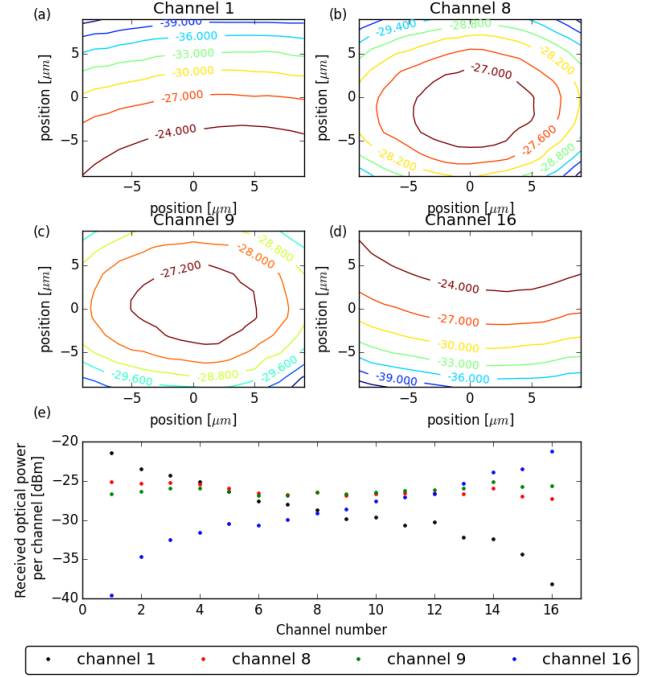 (a) Channel 1
-39.000
-36.000
-33.000
-30.000
-27.000
-24.000
5
0
−5
position [μm]
−5 0 5
position [μm]
(b) Channel 8
-29.400
-28.800
-28.200
-27.000
-27.600
-28.200
-28.800
5
0
−5
position [μm]
−5 0 5
position [μm]
(c) Channel 9
-28.800
-28.000
-27.200
-29.600
-28.800
-29.600
5
0
−5
position [μm]
−5 0 5
position [μm]
(d) Channel 16
-24.000
-27.000
-30.000
-33.000
-36.000
-39.000
5
0
−5
position [μm]
−5 0 5
position [μm]
(e)
−20
−25
−30
−35
−40
Received optical power
per channel [dBm]
0 2 4 6 8 10 12 14 16
Channel number
channel 1 channel 8 channel 9 channel 16